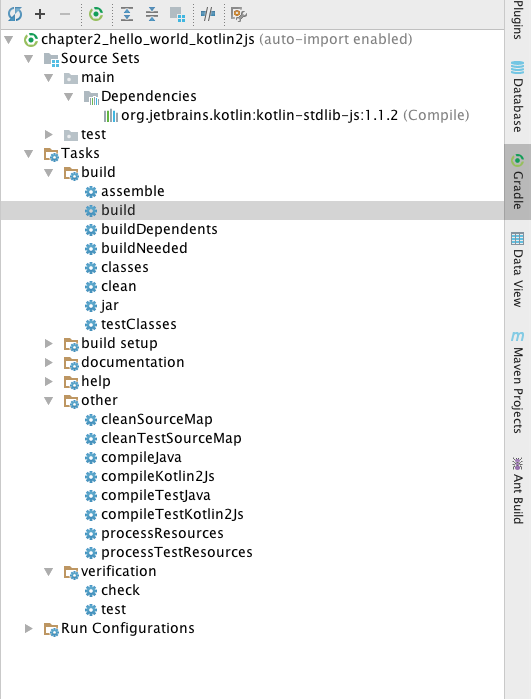 chapter2_hello_world_kotlin2js (auto-import enabled)
Source Sets
main
Dependencies
org.jetbrains.kotlin:kotlin-stdlib-js:1.1.2 (Compile)
test
Tasks
build
assemble
build
buildDependents
buildNeeded
classes
clean
jar
testClasses
build setup
documentation
help
other
cleanSourceMap
cleanTestSourceMap
compileJava
compileKotlin2Js
compileTestJava
compileTestKotlin2Js
processResources
processTestResources
verification
check
test
Run Configurations
Plugins
Database
Gradle
Data View
m
Maven Projects
Ant Build